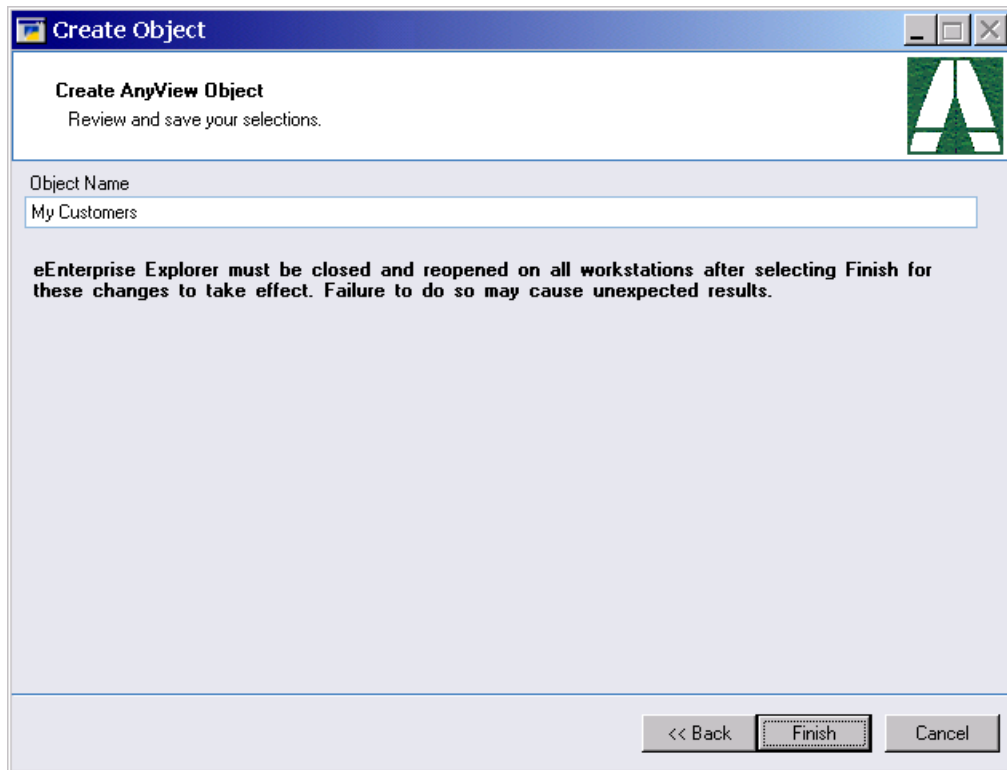 Create Object
Create AnyView Object
Review and save your selections.
Object Name
My Customers
eEnterprise Explorer must be closed and reopened on all workstations after selecting Finish for
these changes to take effect. Failure to do so may cause unexpected results.
<< Back
Finish
Cancel